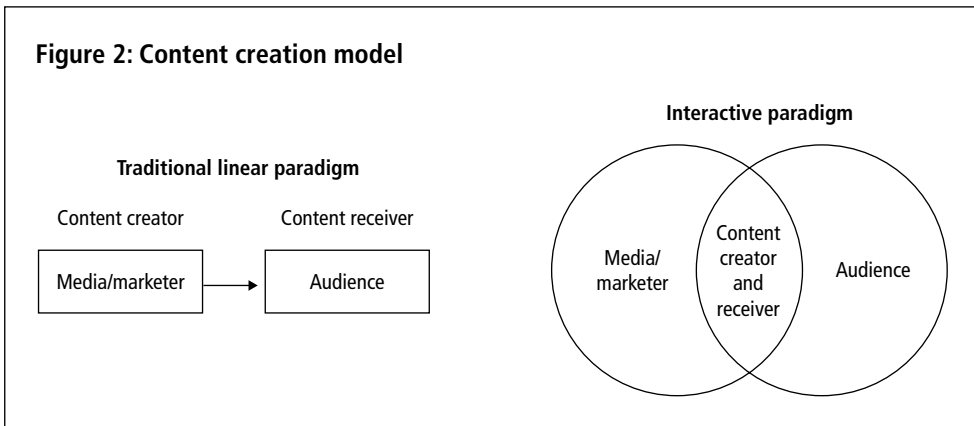 Figure 2: Content creation model
Traditional linear paradigm
Content creator
Content receiver
Media/marketer
Audience
Interactive paradigm
Media/
marketer
Content
creator
and
receiver
Audience